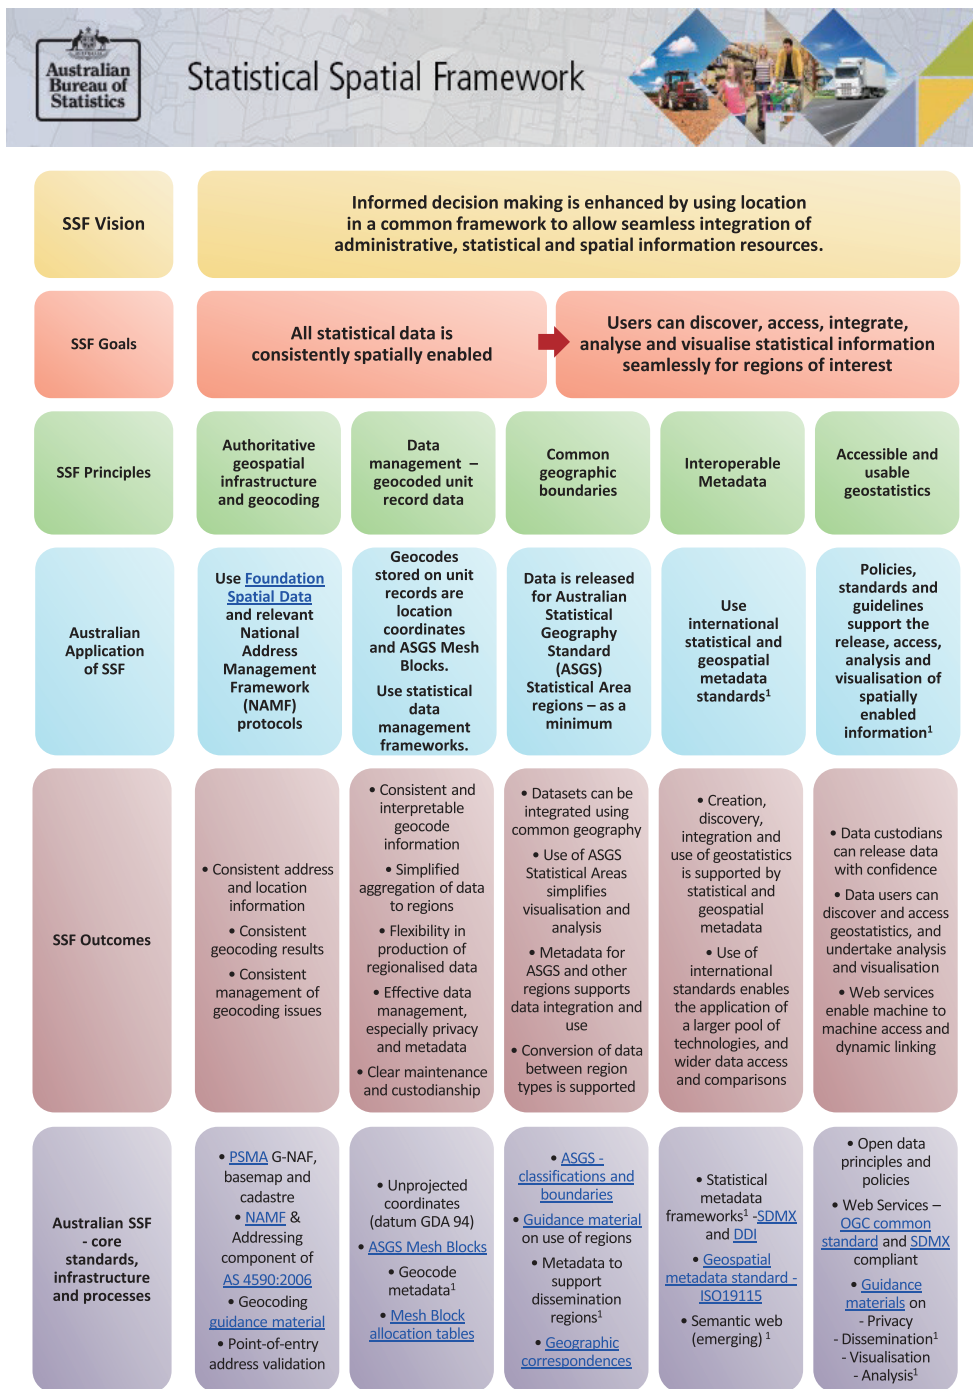 Australian
Bureau of
Statistics
Statistical Spatial Framework
SSF Vision
Informed decision making is enhanced by using location
in a common framework to allow seamless integration of
administrative, statistical and spatial information resources.
SSF Goals
All statistical data is
consistently spatially enabled
Users can discover, access, integrate,
analyse and visualise statistical information
seamlessly for regions of interest
SSF Principles
Authoritative
geospatial
infrastructure
and geocoding
Data
management –
geocoded unit
record data
Common
geographic
boundaries
Interoperable
Metadata
Accessible and
usable
geostatistics
Australian
Application
of SSF
Use Foundation
Spatial Data
and relevant
National
Address
Management
Framework
(NAMF)
protocols
Geocodes
stored on unit
records are
location
coordinates
and ASGS Mesh
Blocks.
Use statistical
data
management
frameworks.
Data is released
for Australian
Statistical
Geography
Standard
(ASGS)
Statistical Area
regions – as a
minimum
Use
international
statistical and
geospatial
metadata
standards¹
Policies,
standards and
guidelines
support the
release, access,
analysis and
visualisation of
spatially
enabled
information¹
SSF Outcomes
• Consistent address
and location
information
• Consistent
geocoding results
• Consistent
management of
geocoding issues
• Consistent and
interpretable
geocode
information
• Simplified
aggregation of data
to regions
• Flexibility in
production of
regionalised data
• Effective data
management,
especially privacy
and metadata
• Clear maintenance
and custodianship
• Datasets can be
integrated using
common geography
• Use of ASGS
Statistical Areas
simplifies
visualisation and
analysis
• Metadata for
ASGS and other
regions supports
data integration and
use
• Conversion of data
between region
types is supported
• Creation,
discovery,
integration and
use of geostatistics
is supported by
statistical and
geospatial
metadata
• Use of
international
standards enables
the application of
a larger pool of
technologies, and
wider data access
and comparisons
• Data custodians
can release data
with confidence
• Data users can
discover and access
geostatistics, and
undertake analysis
and visualisation
• Web services
enable machine to
machine access and
dynamic linking
Australian SSF
- core
standards,
infrastructure
and processes
• PSMA G-NAF,
basemap and
cadastre
• NAMF &
Addressing
component of
AS 4590:2006
• Geocoding
guidance material
• Point-of-entry
address validation
• Unprojected
coordinates
(datum GDA 94)
• ASGS Mesh Blocks
• Geocode
metadata¹
• Mesh Block
allocation tables
• ASGS -
classifications and
boundaries
• Guidance material
on use of regions
• Metadata to
support
dissemination
regions¹
• Geographic
correspondences
• Statistical
metadata
frameworks¹ -SDMX
and DDI
• Geospatial
metadata standard -
ISO19115
• Semantic web
(emerging) ¹
• Open data
principles and
policies
• Web Services –
OGC common
standard and SDMX
compliant
• Guidance
materials on
- Privacy
- Dissemination¹
- Visualisation
- Analysis¹